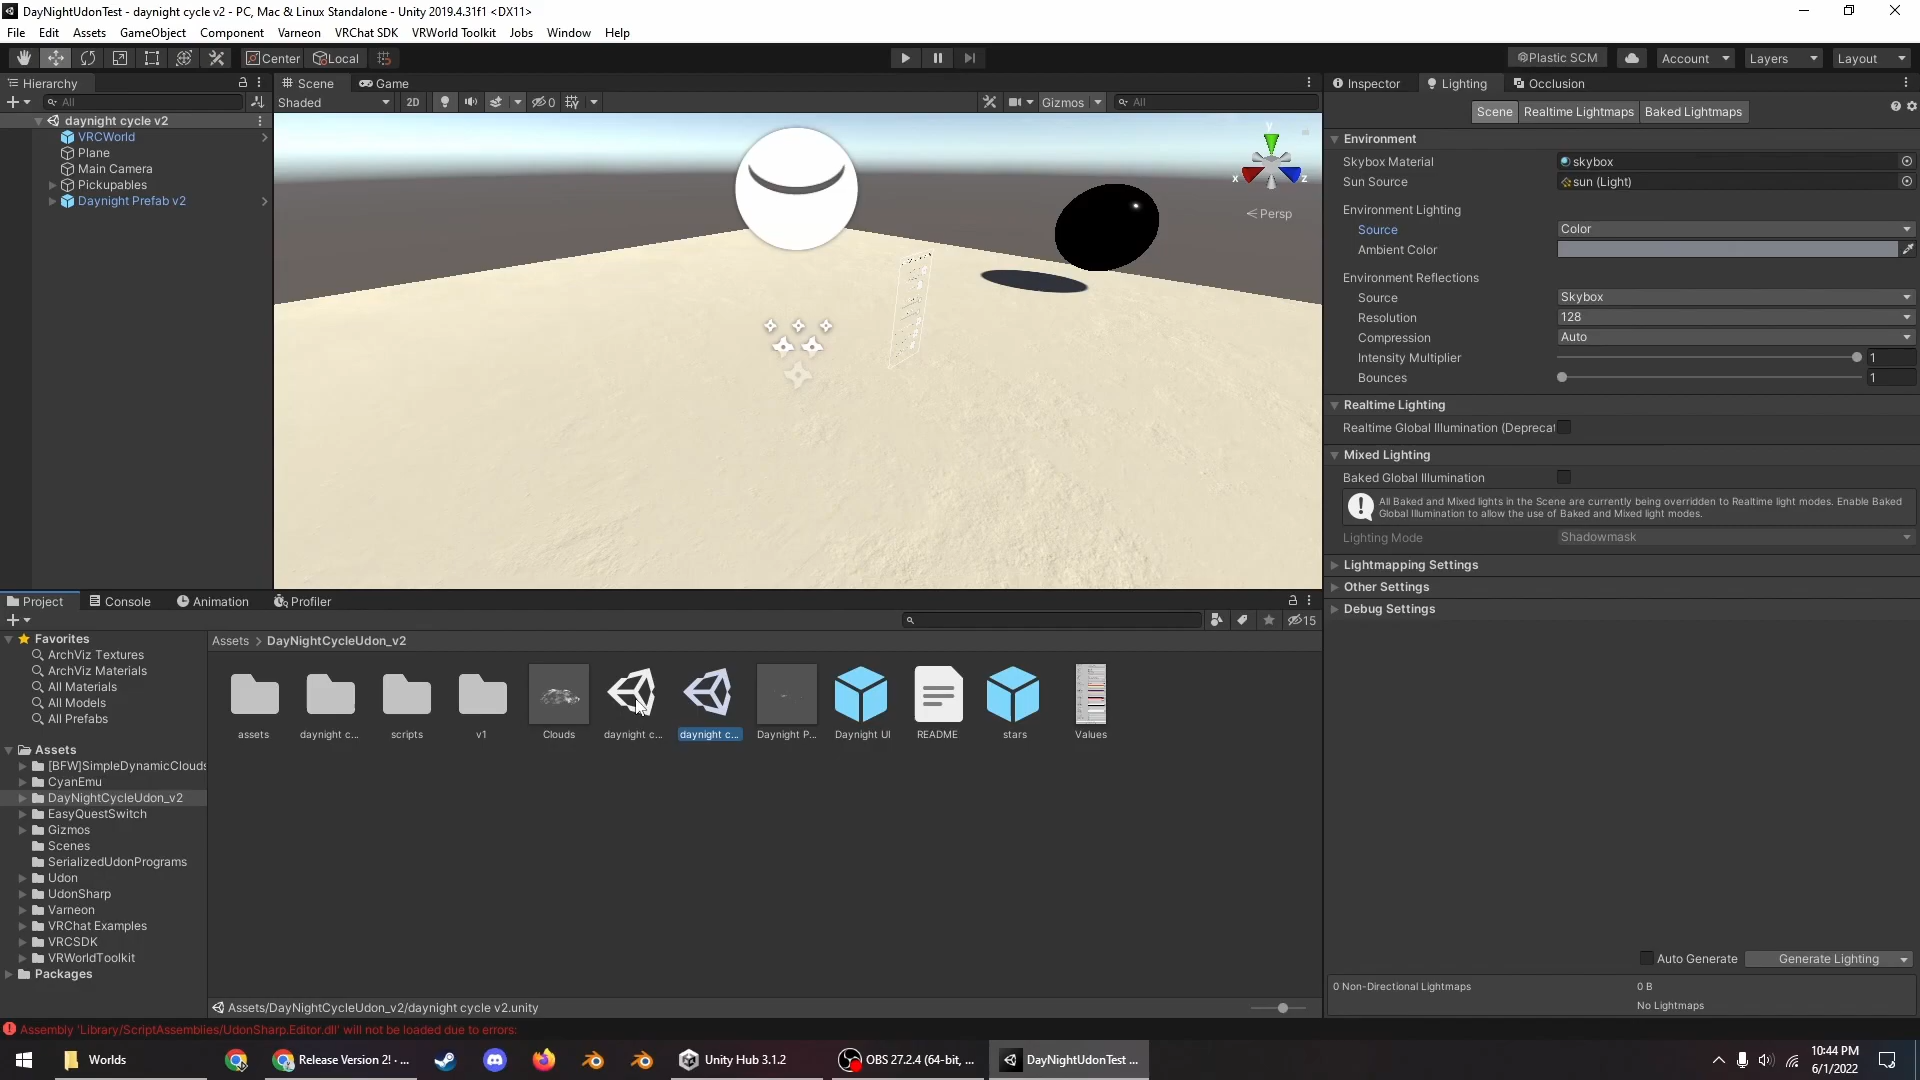 DayNightUdonTest - daynight cycle v2 - PC, Mac & Linux Standalone - Unity 2019.4.31f1 <DX11>
File Edit Assets GameObject Component Varneon VRChat SDK VRWorld Toolkit Jobs Window Help
Center Local Plastic SCM Account Layers Layout
Hierarchy Scene Game Inspector Lighting Occlusion
All Shaded 2D 0 Gizmos All
Scene Realtime Lightmaps Baked Lightmaps
daynight cycle v2
VRCWorld
Plane
Main Camera
Pickupables
Daynight Prefab v2
y
x
z
Persp
Environment
Skybox Material skybox
Sun Source sun (Light)
Environment Lighting
Source Color
Ambient Color
Environment Reflections
Source Skybox
Resolution 128
Compression Auto
Intensity Multiplier 1
Bounces 1
Realtime Lighting
Realtime Global Illumination (Deprecat
Mixed Lighting
Baked Global Illumination
All Baked and Mixed lights in the Scene are currently being overridden to Realtime light modes. Enable Baked
Global Illumination to allow the use of Baked and Mixed light modes.
Lighting Mode Shadowmask
Lightmapping Settings
Other Settings
Debug Settings
Auto Generate Generate Lighting
0 Non-Directional Lightmaps 0 B
No Lightmaps
Project Console Animation Profiler
15
Favorites
ArchViz Textures
ArchViz Materials
All Materials
All Models
All Prefabs
Assets
[BFW]SimpleDynamicClouds
CyanEmu
DayNightCycleUdon_v2
EasyQuestSwitch
Gizmos
Scenes
SerializedUdonPrograms
Udon
UdonSharp
Varneon
VRChat Examples
VRCSDK
VRWorldToolkit
Packages
Assets > DayNightCycleUdon_v2
assets daynight c... scripts v1 Clouds daynight c... daynight c... Daynight P... Daynight UI README stars Values
Assets/DayNightCycleUdon_v2/daynight cycle v2.unity
Assembly 'Library/ScriptAssemblies/UdonSharp.Editor.dll' will not be loaded due to errors:
Worlds Release Version 2! · ... Unity Hub 3.1.2 OBS 27.2.4 (64-bit, ... DayNightUdonTest ...
10:44 PM
6/1/2022